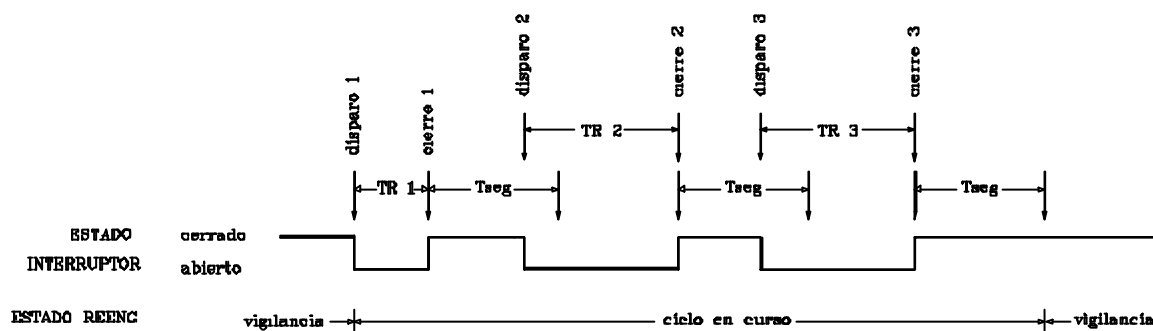 disparo 1
cierre 1
disparo 2
cierre 2
disparo 3
cierre 3
TR 2
TR 3
TR 1
Tseg
Tseg
Tseg
ESTADO cerrado
INTERRUPTOR abierto
ESTADO REENG vigilancia ciclo en curso vigilancia